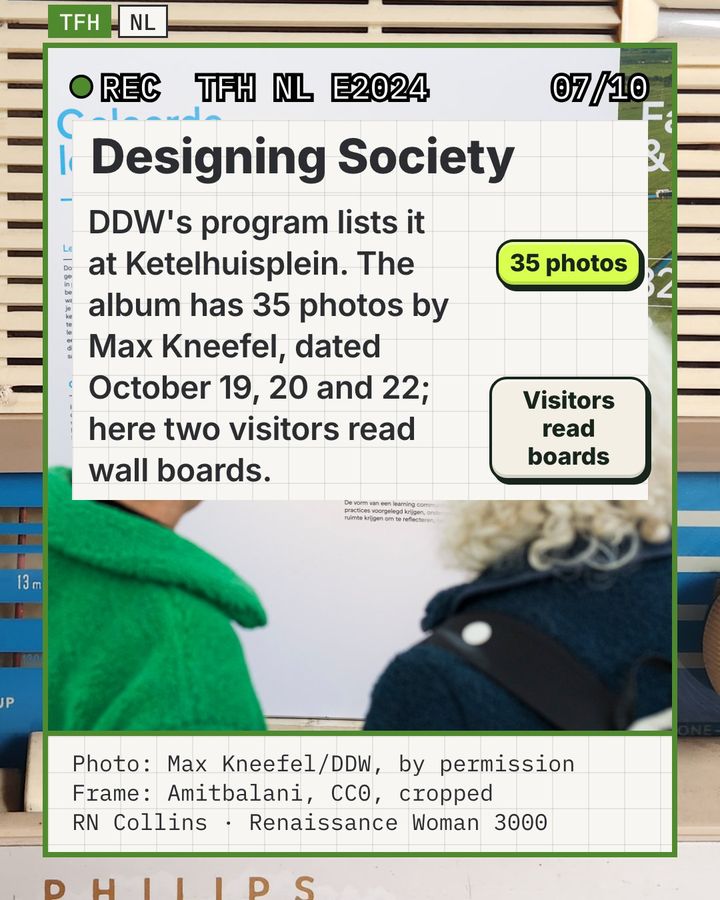 TFH NL
REC TFH NL E2024 07/10
Designing Society
DDW's program lists it
at Ketelhuisplein. The
album has 35 photos by
Max Kneefel, dated
October 19, 20 and 22;
here two visitors read
wall boards.
35 photos
Visitors
read
boards
&
32
De vorm van een learning
practices voorgelegd krijgen,
ruimte krijgen om te reflecteren,
13 m
UP
Photo: Max Kneefel/DDW, by permission
Frame: Amitbalani, CC0, cropped
RN Collins · Renaissance Woman 3000
PHILIPS